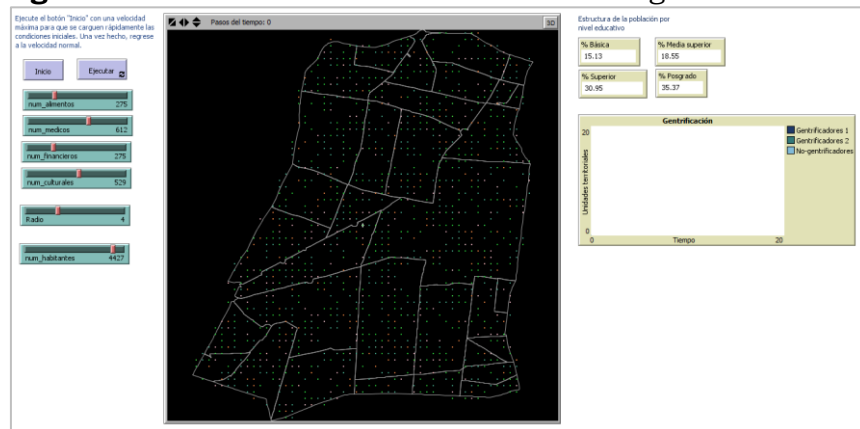 Ejecute el botón "Inicio" con una velocidad
máxima para que se carguen rápidamente las
condiciones iniciales. Una vez hecho, regrese
a la velocidad normal.
Inicio
Ejecutar
num_alimentos 275
num_medicos 612
num_financieros 275
num_culturales 529
Radio 4
num_habitantes 4427
Pasos del tiempo: 0
3D
Estructura de la población por
nivel educativo
% Básica
15.13
% Media superior
18.55
% Superior
30.95
% Posgrado
35.37
Gentrificación
20
Unidades territoriales
0
0
Tiempo
20
Gentrificadores 1
Gentrificadores 2
No-gentrificadores